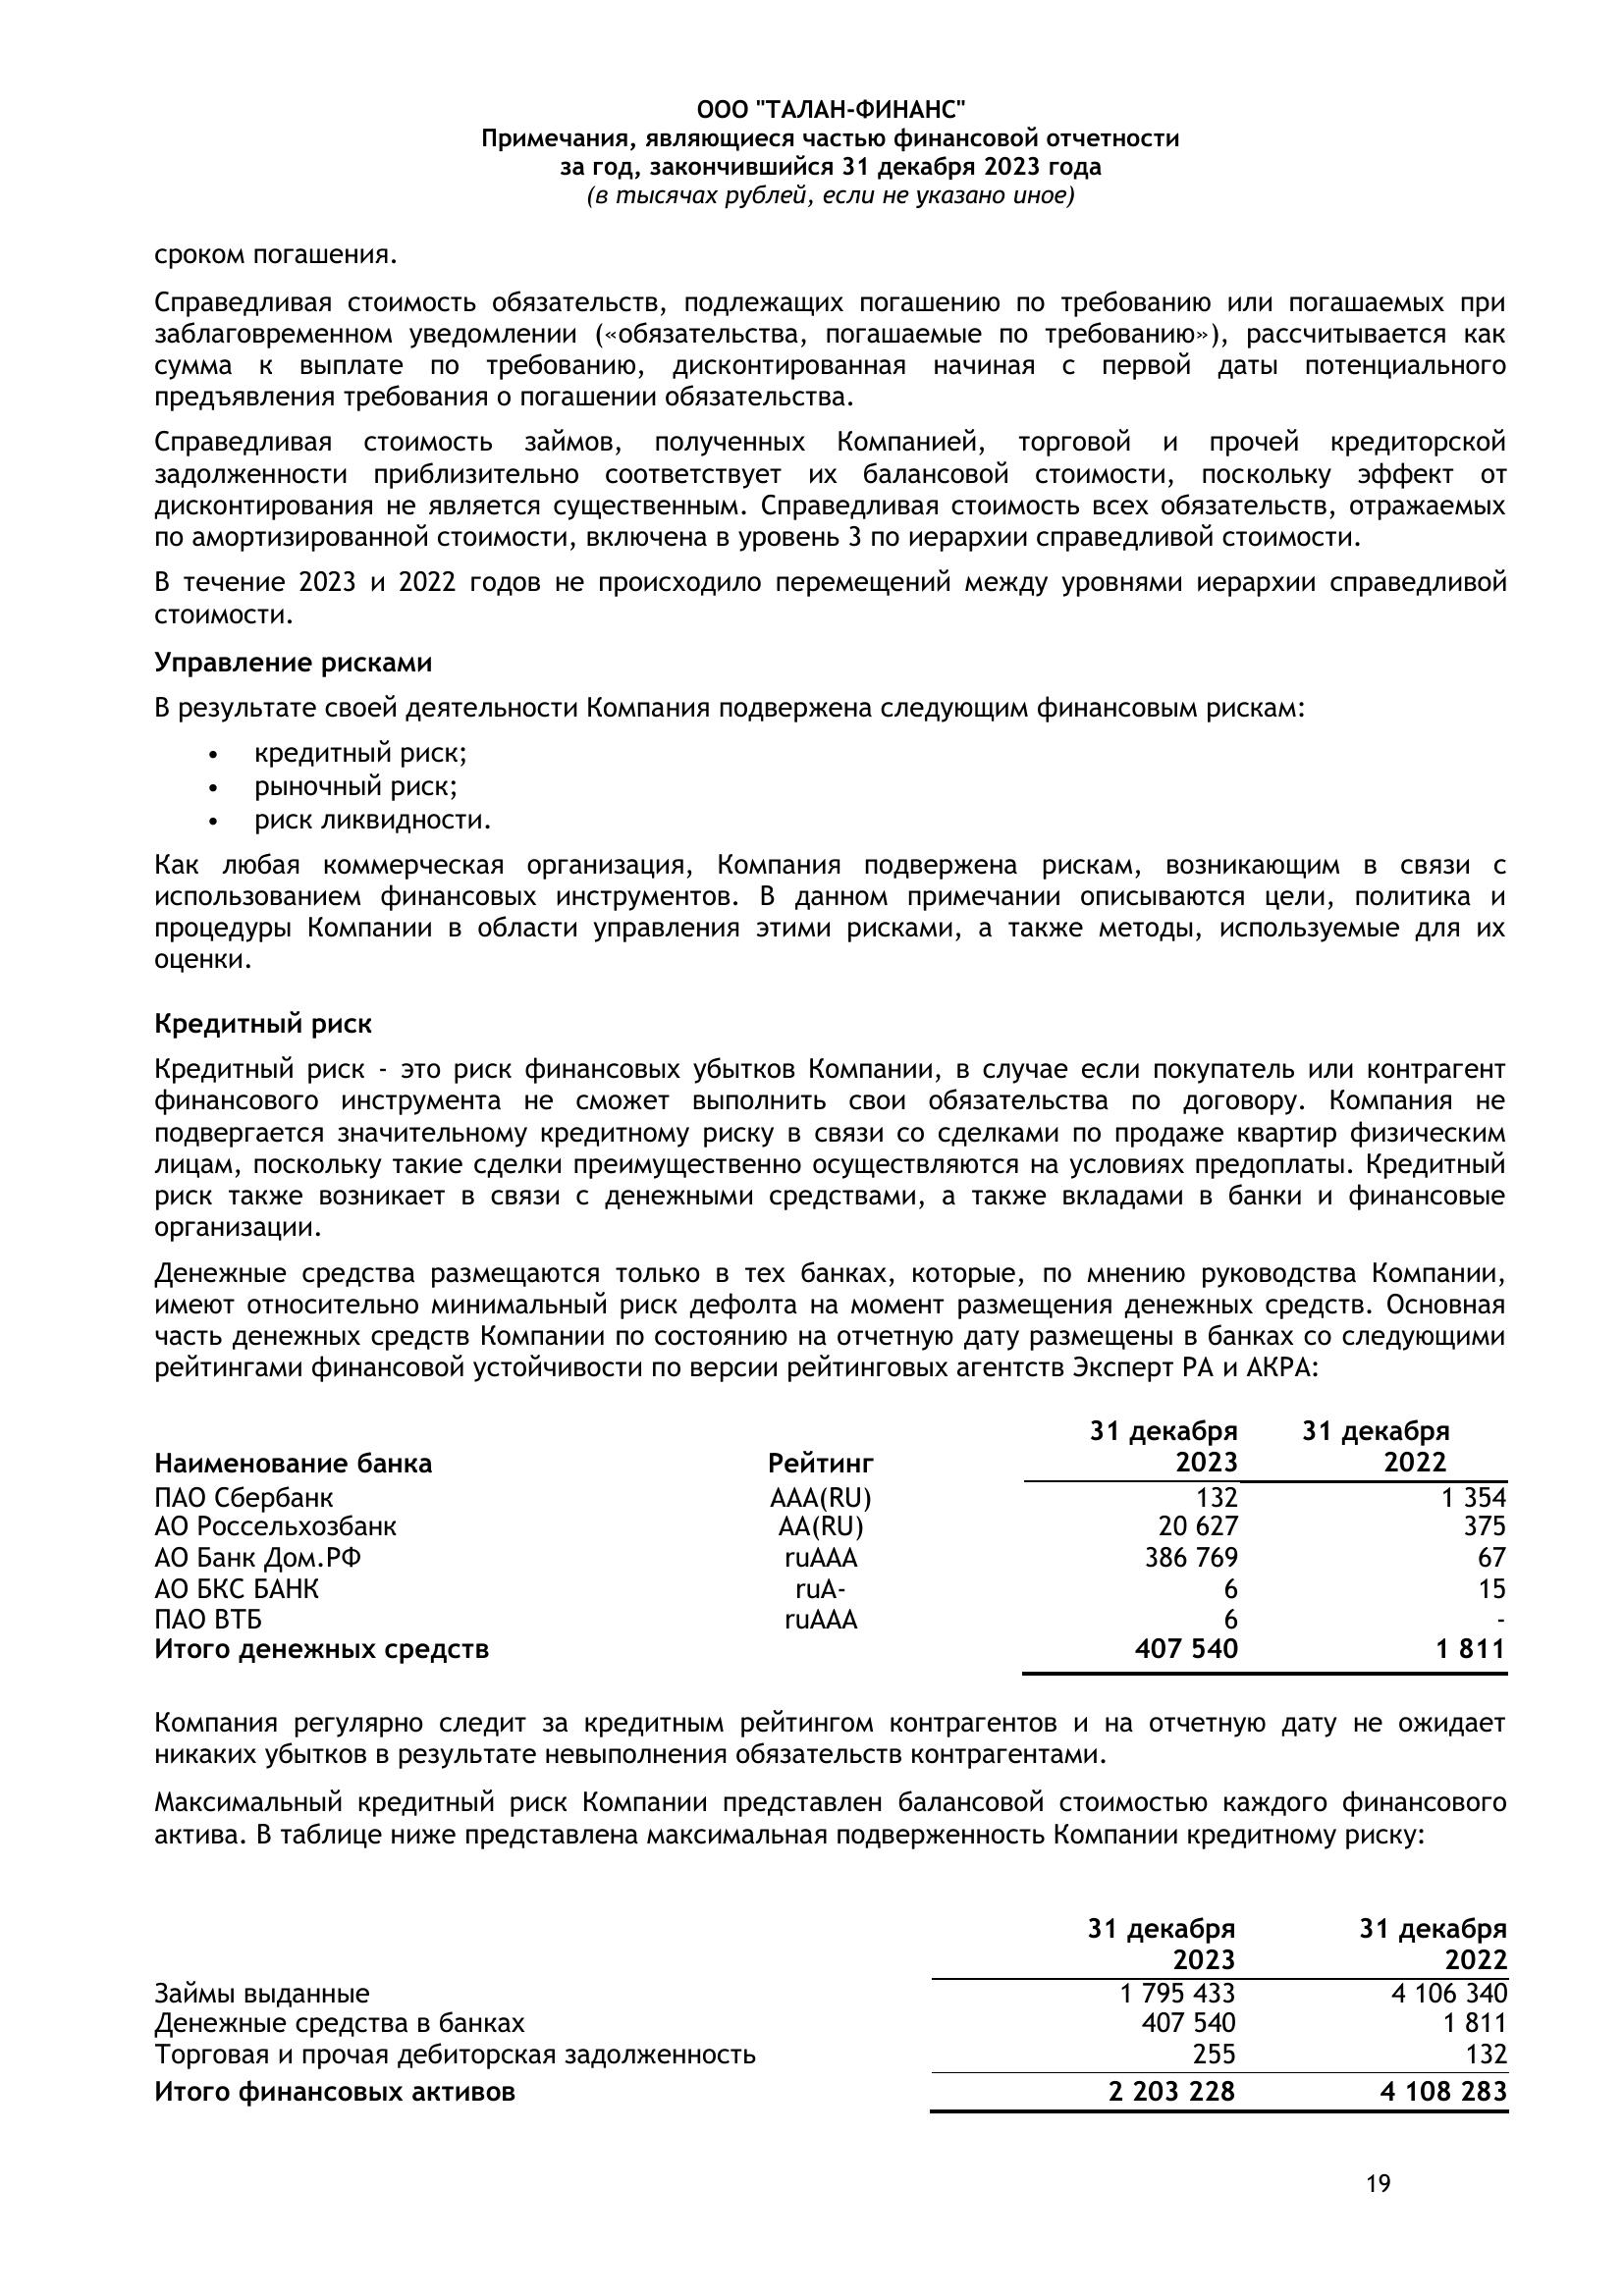 ООО "ТАЛАН-ФИНАНС"
Примечания, являющиеся частью финансовой отчетности
за год, закончившийся 31 декабря 2023 года
(в тысячах рублей, если не указано иное)
сроком погашения.
Справедливая стоимость обязательств, подлежащих погашению по требованию или погашаемых при
заблаговременном уведомлении («обязательства, погашаемые по требованию»), рассчитывается как
сумма к выплате по требованию, дисконтированная начиная с первой даты потенциального
предъявления требования о погашении обязательства.
Справедливая стоимость займов, полученных Компанией, торговой и прочей кредиторской
задолженности приблизительно соответствует их балансовой стоимости, поскольку эффект от
дисконтирования не является существенным. Справедливая стоимость всех обязательств, отражаемых
по амортизированной стоимости, включена в уровень 3 по иерархии справедливой стоимости.
В течение 2023 и 2022 годов не происходило перемещений между уровнями иерархии справедливой
стоимости.
Управление рисками
В результате своей деятельности Компания подвержена следующим финансовым рискам:
• кредитный риск;
• рыночный риск;
• риск ликвидности.
Как любая коммерческая организация, Компания подвержена рискам, возникающим в связи с
использованием финансовых инструментов. В данном примечании описываются цели, политика и
процедуры Компании в области управления этими рисками, а также методы, используемые для их
оценки.
Кредитный риск
Кредитный риск - это риск финансовых убытков Компании, в случае если покупатель или контрагент
финансового инструмента не сможет выполнить свои обязательства по договору. Компания не
подвергается значительному кредитному риску в связи со сделками по продаже квартир физическим
лицам, поскольку такие сделки преимущественно осуществляются на условиях предоплаты. Кредитный
риск также возникает в связи с денежными средствами, а также вкладами в банки и финансовые
организации.
Денежные средства размещаются только в тех банках, которые, по мнению руководства Компании,
имеют относительно минимальный риск дефолта на момент размещения денежных средств. Основная
часть денежных средств Компании по состоянию на отчетную дату размещены в банках со следующими
рейтингами финансовой устойчивости по версии рейтинговых агентств Эксперт РА и АКРА:
31 декабря 31 декабря
Наименование банка Рейтинг 2023 2022
ПАО Сбербанк AAA(RU) 132 1 354
АО Россельхозбанк AA(RU) 20 627 375
АО Банк Дом.РФ ruAAA 386 769 67
АО БКС БАНК ruA- 6 15
ПАО ВТБ ruAAA 6 -
Итого денежных средств 407 540 1 811
Компания регулярно следит за кредитным рейтингом контрагентов и на отчетную дату не ожидает
никаких убытков в результате невыполнения обязательств контрагентами.
Максимальный кредитный риск Компании представлен балансовой стоимостью каждого финансового
актива. В таблице ниже представлена максимальная подверженность Компании кредитному риску:
31 декабря 31 декабря
2023 2022
Займы выданные 1 795 433 4 106 340
Денежные средства в банках 407 540 1 811
Торговая и прочая дебиторская задолженность 255 132
Итого финансовых активов 2 203 228 4 108 283
19